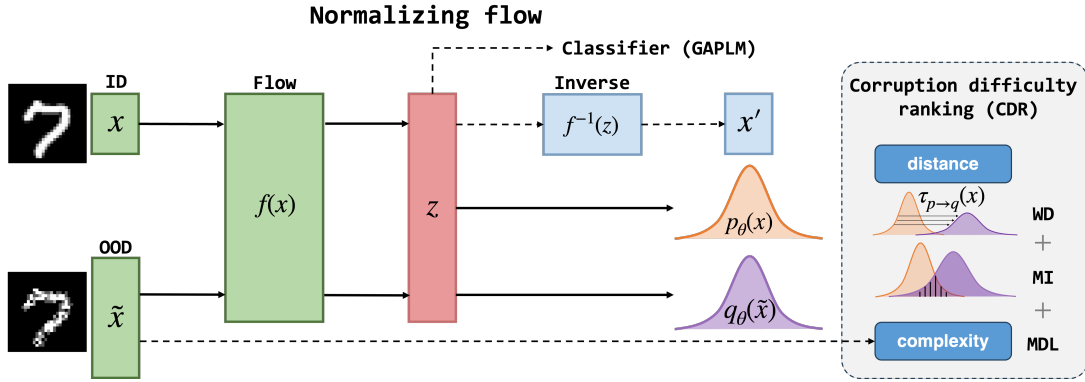 Normalizing flow
Classifier (GAPLM)
ID
Flow
Inverse
x
f(x)
z
f⁻¹(z)
x′
p_θ(x)
OOD
x̃
q_θ(x̃)
Corruption difficulty
ranking (CDR)
distance
τ_{p→q}(x)
WD
+
MI
+
complexity
MDL